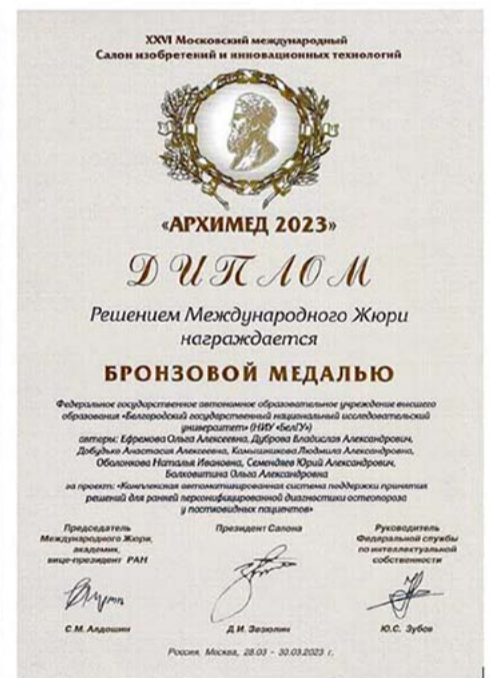 XXVI Московский международный
Салон изобретений и инновационных технологий
«АРХИМЕД 2023»
ДИПЛОМ
Решением Международного Жюри
награждается
БРОНЗОВОЙ МЕДАЛЬЮ
Федеральное государственное автономное образовательное учреждение высшего
образования «Белгородский государственный национальный исследовательский
университет» (НИУ «БелГУ»)
авторы: Ефремова Ольга Алексеевна, Дуброва Владислав Александрович,
Добудько Анастасия Алексеевна, Камышникова Людмила Александровна,
Оболонкова Наталья Ивановна, Семендяев Юрий Александрович,
Болховитина Ольга Александровна
за проект: «Комплексная автоматизированная система поддержки принятия
решений для ранней персонифицированной диагностики остеопороза
у постковидных пациентов»
Председатель
Международного Жюри,
академик,
вице-президент РАН
С.М. Алдошин
Президент Салона
Д.И. Зезюлин
Руководитель
Федеральной службы
по интеллектуальной
собственности
Ю.С. Зубов
Россия, Москва, 28.03 - 30.03.2023 г.